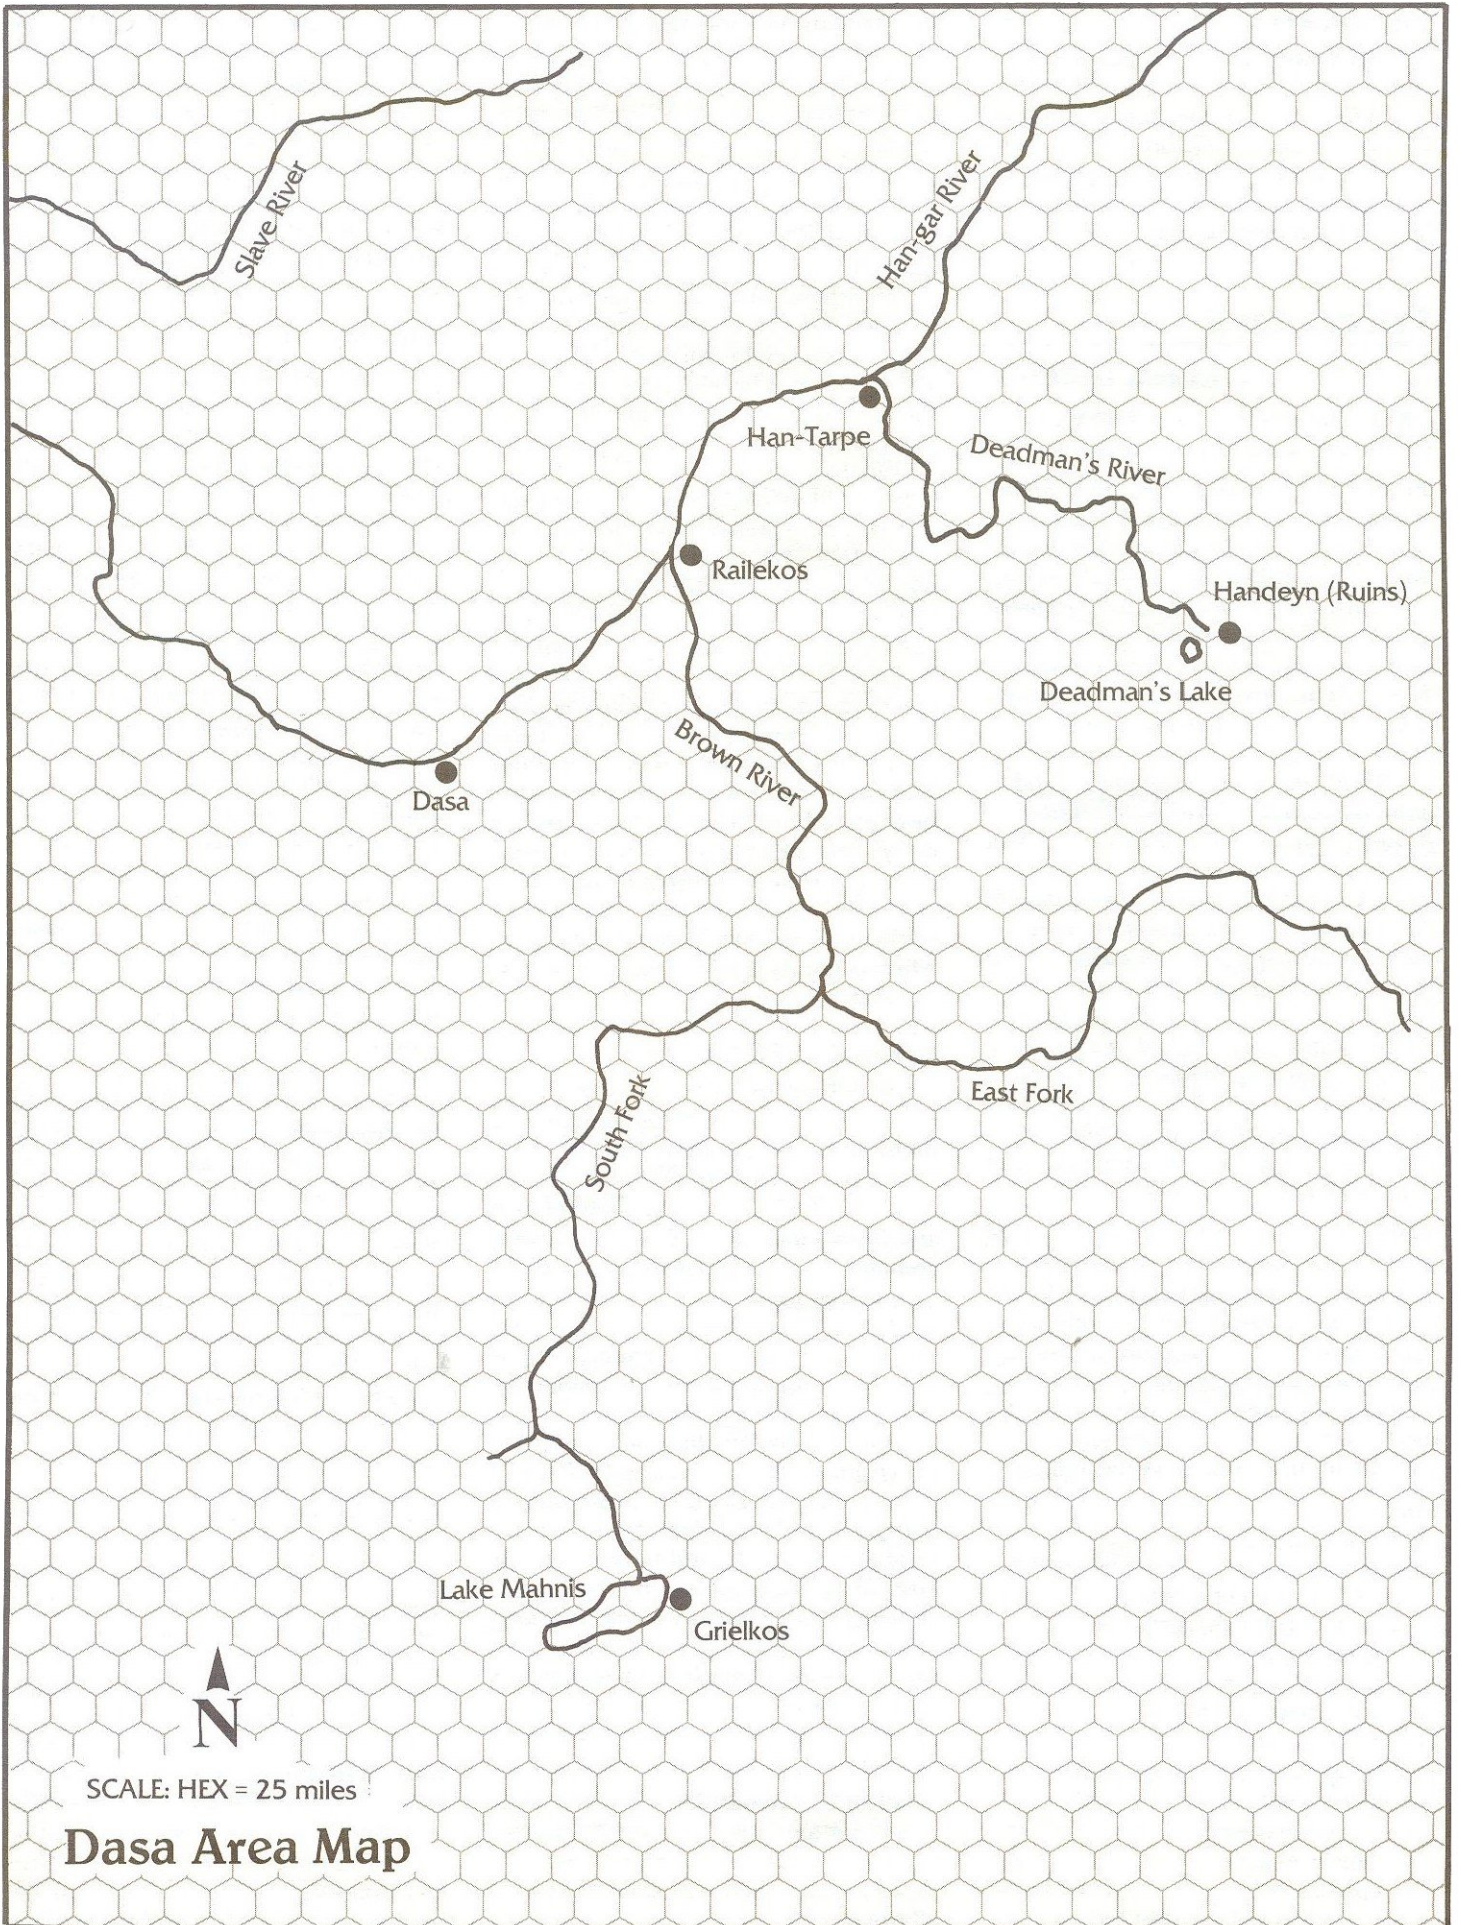 Slave River
Han-gar River
Han-Tarpe
Deadman's River
Railekos
Handeyn (Ruins)
Deadman's Lake
Brown River
Dasa
East Fork
South Fork
Lake Mahnis
Grielkos
N
SCALE: HEX = 25 miles
Dasa Area Map